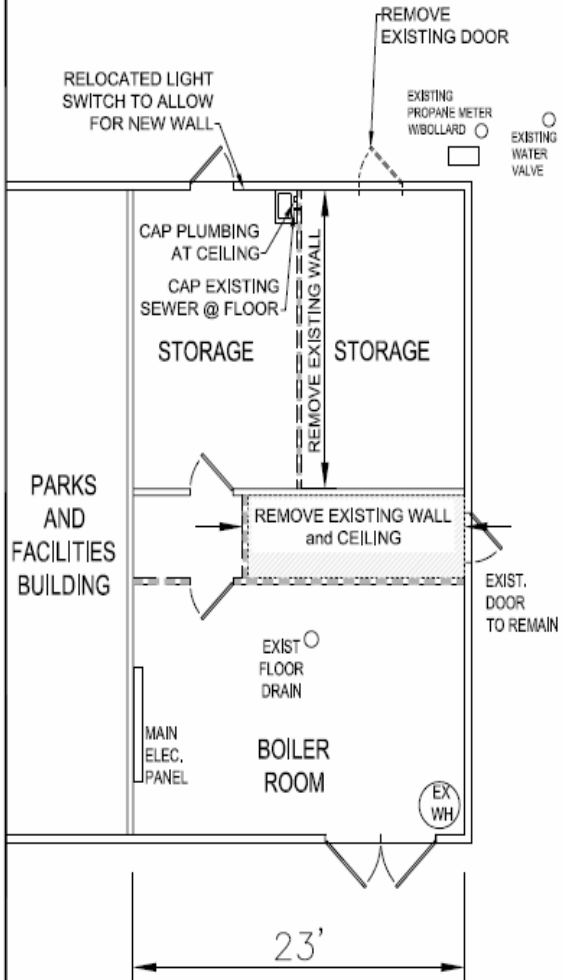 REMOVE
EXISTING DOOR
RELOCATED LIGHT
SWITCH TO ALLOW
FOR NEW WALL
EXISTING
PROPANE METER
W/BOLLARD
EXISTING
WATER
VALVE
CAP PLUMBING
AT CEILING
CAP EXISTING
SEWER @ FLOOR
REMOVE EXISTING WALL
STORAGE
STORAGE
PARKS
AND
FACILITIES
BUILDING
REMOVE EXISTING WALL
and CEILING
EXIST.
DOOR
TO REMAIN
EXIST
FLOOR
DRAIN
MAIN
ELEC.
PANEL
BOILER
ROOM
EX
WH
23'